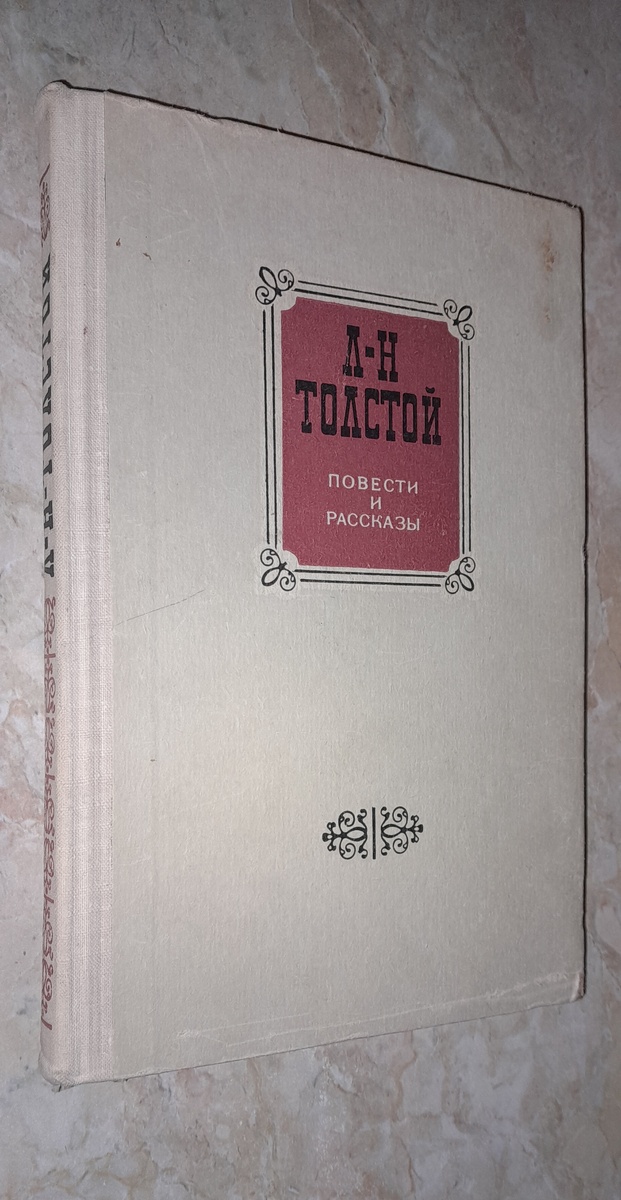 Л-Н
ТОЛСТОЙ
ПОВЕСТИ
И
РАССКАЗЫ
Л-Н-ТОЛСТОЙ